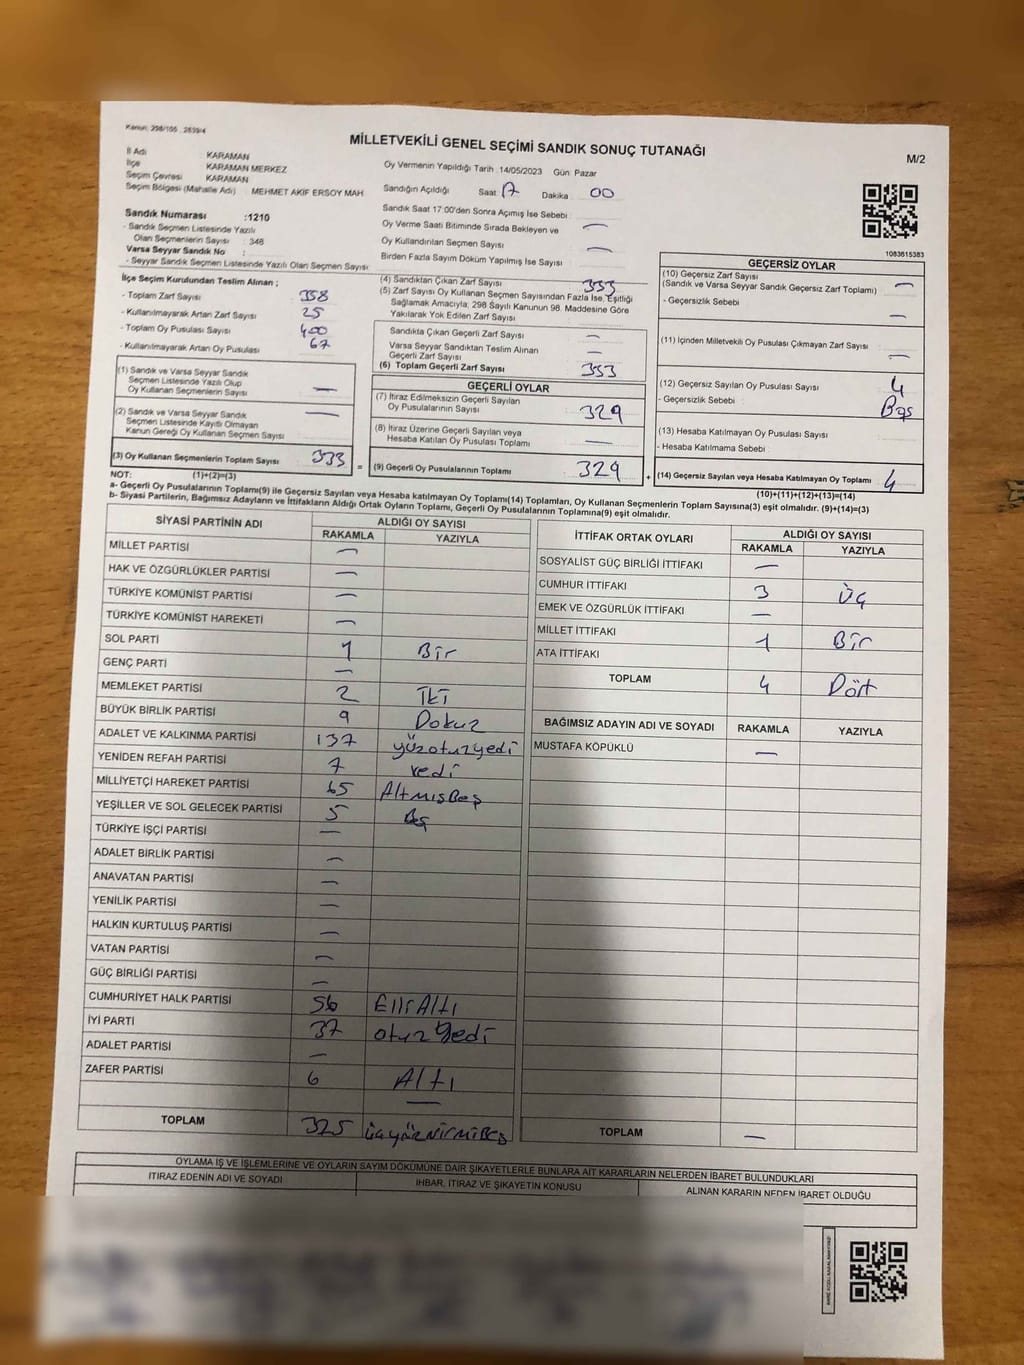 Kanun: 298/105 , 2839/4
MİLLETVEKİLİ GENEL SEÇİMİ SANDIK SONUÇ TUTANAĞI
M/2
İl Adı KARAMAN
İlçe KARAMAN MERKEZ
Seçim Çevresi KARAMAN
Seçim Bölgesi (Mahalle Adı) : MEHMET AKİF ERSOY MAH.
Oy Vermenin Yapıldığı Tarih :14/05/2023 Gün: Pazar
Sandığın Açıldığı Saat 17 Dakika 00
Sandık Saat 17:00'den Sonra Açımış İse Sebebi
Oy Verme Saati Bitiminde Sırada Bekleyen ve —
Oy Kullandırılan Seçmen Sayısı —
Birden Fazla Sayım Döküm Yapılmış İse Sayısı
Sandık Numarası :1210
- Sandık Seçmen Listesinde Yazılı
Olan Seçmenlerin Sayısı : 346
Varsa Seyyar Sandık No :
- Seyyar Sandık Seçmen Listesinde Yazılı Olan Seçmen Sayısı
1083815383
İlçe Seçim Kurulundan Teslim Alınan ;
- Toplam Zarf Sayısı 358
- Kullanılmayarak Artan Zarf Sayısı 25
- Toplam Oy Pusulası Sayısı 400
- Kullanılmayarak Artan Oy Pusulası 67
(1) Sandık ve Varsa Seyyar Sandık
Seçmen Listesinde Yazılı Olup
Oy Kullanan Seçmenlerin Sayısı —
(2) Sandık ve Varsa Seyyar Sandık —
Seçmen Listesinde Kayıtlı Olmayan
Kanun Gereği Oy Kullanan Seçmen Sayısı
(3) Oy Kullanan Seçmenlerin Toplam Sayısı 333
=
(4) Sandıktan Çıkan Zarf Sayısı 333
(5) Zarf Sayısı Oy Kullanan Seçmen Sayısından Fazla İse, Eşitliği
Sağlamak Amacıyla, 298 Sayılı Kanunun 98. Maddesine Göre
Yakılarak Yok Edilen Zarf Sayısı
Sandıkta Çıkan Geçerli Zarf Sayısı —
Varsa Seyyar Sandıktan Teslim Alınan
Geçerli Zarf Sayısı —
(6) Toplam Geçerli Zarf Sayısı 333
GEÇERLİ OYLAR
(7) İtiraz Edilmeksizin Geçerli Sayılan
Oy Pusulalarının Sayısı 329
(8) İtiraz Üzerine Geçerli Sayılan veya
Hesaba Katılan Oy Pusulası Toplamı —
(9) Geçerli Oy Pusulalarının Toplamı 329
+
GEÇERSİZ OYLAR
(10) Geçersiz Zarf Sayısı
(Sandık ve Varsa Seyyar Sandık Geçersiz Zarf Toplamı) —
- Geçersizlik Sebebi —
(11) İçinden Milletvekili Oy Pusulası Çıkmayan Zarf Sayısı —
(12) Geçersiz Sayılan Oy Pusulası Sayısı 4
- Geçersizlik Sebebi Boş
(13) Hesaba Katılmayan Oy Pusulası Sayısı
- Hesaba Katılmama Sebebi
(14) Geçersiz Sayılan veya Hesaba Katılmayan Oy Toplamı 4
NOT: (1)+(2)=(3)
(10)+(11)+(12)+(13)=(14)
a- Geçerli Oy Pusulalarının Toplamı(9) ile Geçersiz Sayılan veya Hesaba katılmayan Oy Toplamı(14) Toplamları, Oy Kullanan Seçmenlerin Toplam Sayısına(3) eşit olmalıdır. (9)+(14)=(3)
b- Siyasi Partilerin, Bağımsız Adayların ve İttifakların Aldığı Ortak Oyların Toplamı, Geçerli Oy Pusulalarının Toplamına(9) eşit olmalıdır.
SİYASİ PARTİNİN ADI ALDIĞI OY SAYISI
RAKAMLA YAZIYLA
MİLLET PARTİSİ —
HAK VE ÖZGÜRLÜKLER PARTİSİ —
TÜRKİYE KOMÜNİST PARTİSİ —
TÜRKİYE KOMÜNİST HAREKETİ —
SOL PARTİ 1 Bir
GENÇ PARTİ —
MEMLEKET PARTİSİ 2 İki
BÜYÜK BİRLİK PARTİSİ 9 Dokuz
ADALET VE KALKINMA PARTİSİ 137 yüzotuzyedi
YENİDEN REFAH PARTİSİ 7 yedi
MİLLİYETÇİ HAREKET PARTİSİ 65 AltmışBeş
YEŞİLLER VE SOL GELECEK PARTİSİ 5 Beş
TÜRKİYE İŞÇİ PARTİSİ —
ADALET BİRLİK PARTİSİ —
ANAVATAN PARTİSİ —
YENİLİK PARTİSİ —
HALKIN KURTULUŞ PARTİSİ —
VATAN PARTİSİ —
GÜÇ BİRLİĞİ PARTİSİ —
CUMHURİYET HALK PARTİSİ 56 ElliAltı
İYİ PARTİ 37 otuzyedi
ADALET PARTİSİ —
ZAFER PARTİSİ 6 Altı
—
TOPLAM 325 üçyüzyirmiBeş
İTTİFAK ORTAK OYLARI ALDIĞI OY SAYISI
RAKAMLA YAZIYLA
SOSYALİST GÜÇ BİRLİĞİ İTTİFAKI —
CUMHUR İTTİFAKI 3 Üç
EMEK VE ÖZGÜRLÜK İTTİFAKI —
MİLLET İTTİFAKI 1 Bir
ATA İTTİFAKI
TOPLAM 4 Dört
BAĞIMSIZ ADAYIN ADI VE SOYADI RAKAMLA YAZIYLA
MUSTAFA KÖPÜKLÜ —
TOPLAM —
OYLAMA İŞ VE İŞLEMLERİNE VE OYLARIN SAYIM DÖKÜMÜNE DAİR ŞİKAYETLERLE BUNLARA AİT KARARLARIN NELERDEN İBARET BULUNDUKLARI
İTİRAZ EDENİN ADI VE SOYADI İHBAR, İTİRAZ VE ŞİKAYETİN KONUSU ALINAN KARARIN NEDEN İBARET OLDUĞU